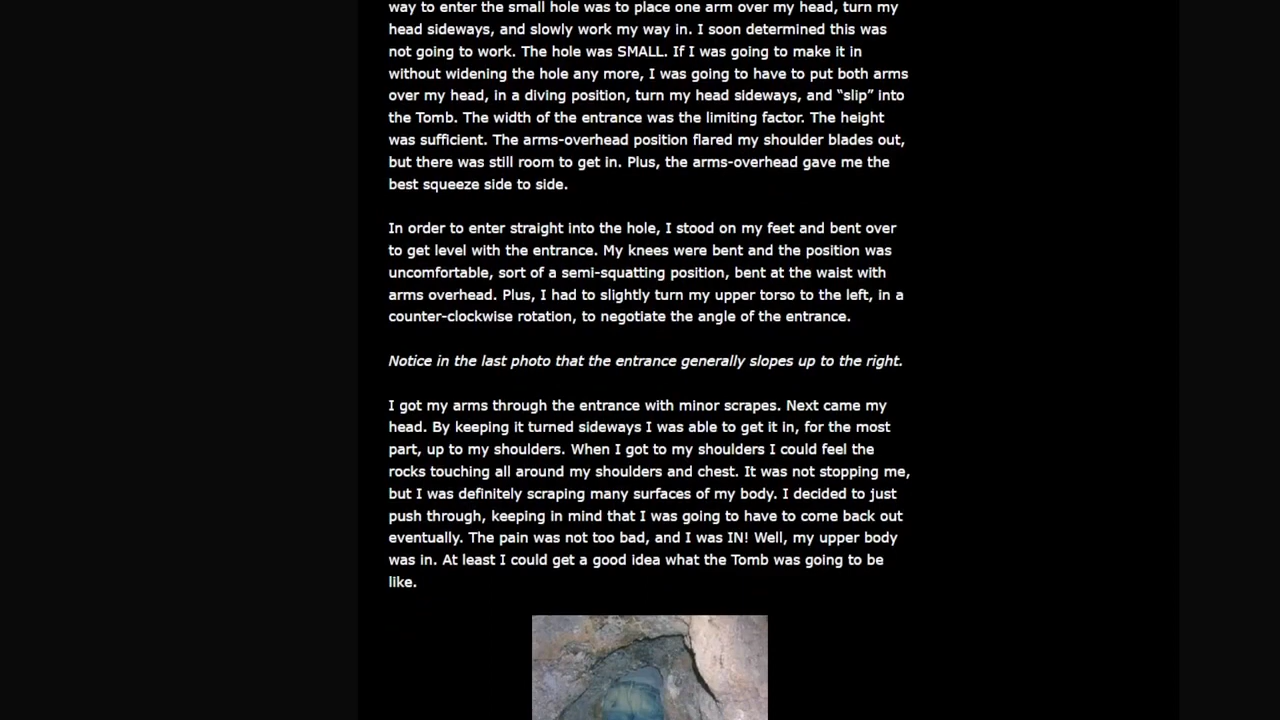 way to enter the small hole was to place one arm over my head, turn my
head sideways, and slowly work my way in. I soon determined this was
not going to work. The hole was SMALL. If I was going to make it in
without widening the hole any more, I was going to have to put both arms
over my head, in a diving position, turn my head sideways, and “slip” into
the Tomb. The width of the entrance was the limiting factor. The height
was sufficient. The arms-overhead position flared my shoulder blades out,
but there was still room to get in. Plus, the arms-overhead gave me the
best squeeze side to side.
In order to enter straight into the hole, I stood on my feet and bent over
to get level with the entrance. My knees were bent and the position was
uncomfortable, sort of a semi-squatting position, bent at the waist with
arms overhead. Plus, I had to slightly turn my upper torso to the left, in a
counter-clockwise rotation, to negotiate the angle of the entrance.
Notice in the last photo that the entrance generally slopes up to the right.
I got my arms through the entrance with minor scrapes. Next came my
head. By keeping it turned sideways I was able to get it in, for the most
part, up to my shoulders. When I got to my shoulders I could feel the
rocks touching all around my shoulders and chest. It was not stopping me,
but I was definitely scraping many surfaces of my body. I decided to just
push through, keeping in mind that I was going to have to come back out
eventually. The pain was not too bad, and I was IN! Well, my upper body
was in. At least I could get a good idea what the Tomb was going to be
like.